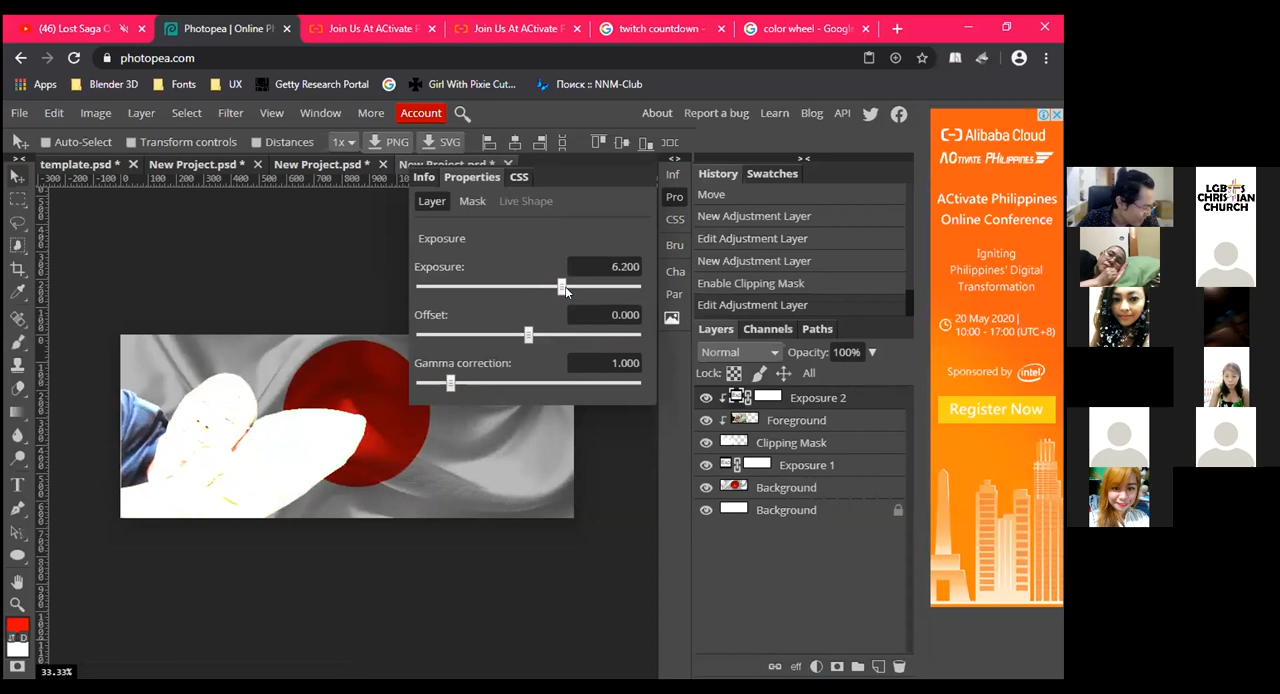 (46) Lost Saga O
Photopea | Online Ph
Join Us At ACtivate P
Join Us At ACtivate P
twitch countdown -
color wheel - Google
photopea.com
Apps
Blender 3D
Fonts
UX
Getty Research Portal
Girl With Pixie Cut...
Поиск :: NNM-Club
File Edit Image Layer Select Filter View Window More Account
About Report a bug Learn Blog API
Auto-Select Transform controls Distances 1x PNG SVG
template.psd *
New Project.psd *
New Project.psd *
New Project.psd *
Info Properties CSS
Layer Mask Live Shape
Exposure
Exposure: 6.200
Offset: 0.000
Gamma correction: 1.000
Inf
Pro
CSS
Bru
Cha
Par
History Swatches
Move
New Adjustment Layer
Edit Adjustment Layer
New Adjustment Layer
Enable Clipping Mask
Edit Adjustment Layer
Layers Channels Paths
Normal Opacity: 100%
Lock: All
Exposure 2
Foreground
Clipping Mask
Exposure 1
Background
Background
eff
33.33%
Alibaba Cloud
ACtivate PHILIPPINES
ACtivate Philippines
Online Conference
Igniting
Philippines' Digital
Transformation
20 May 2020 |
10:00 - 17:00 (UTC+8)
Sponsored by intel
Register Now
LGBTS
CHRISTIAN
CHURCH